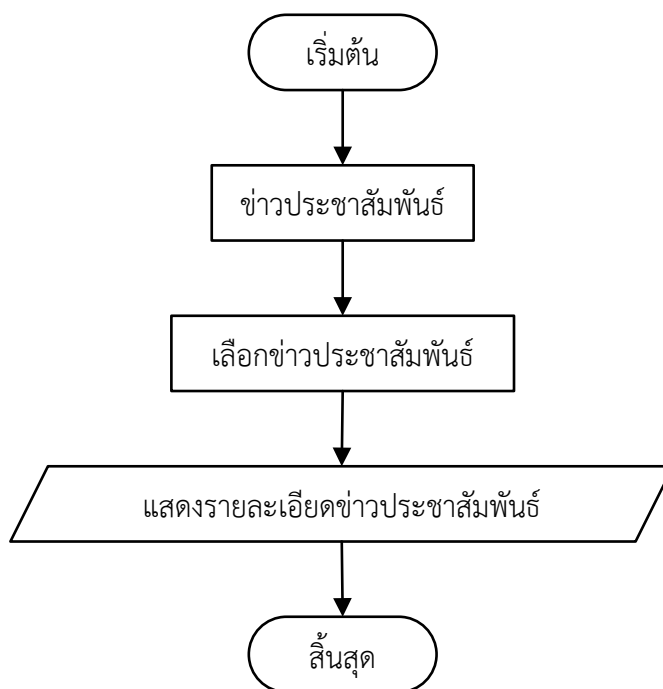 เริ่มต้น
ข่าวประชาสัมพันธ์
เลือกข่าวประชาสัมพันธ์
แสดงรายละเอียดข่าวประชาสัมพันธ์
สิ้นสุด